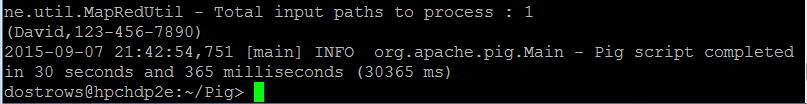 ne.util.MapRedUtil - Total input paths to process : 1
(David,123-456-7890)
2015-09-07 21:42:54,751 [main] INFO  org.apache.pig.Main - Pig script completed
in 30 seconds and 365 milliseconds (30365 ms)
dostrows@hpchdp2e:~/Pig>